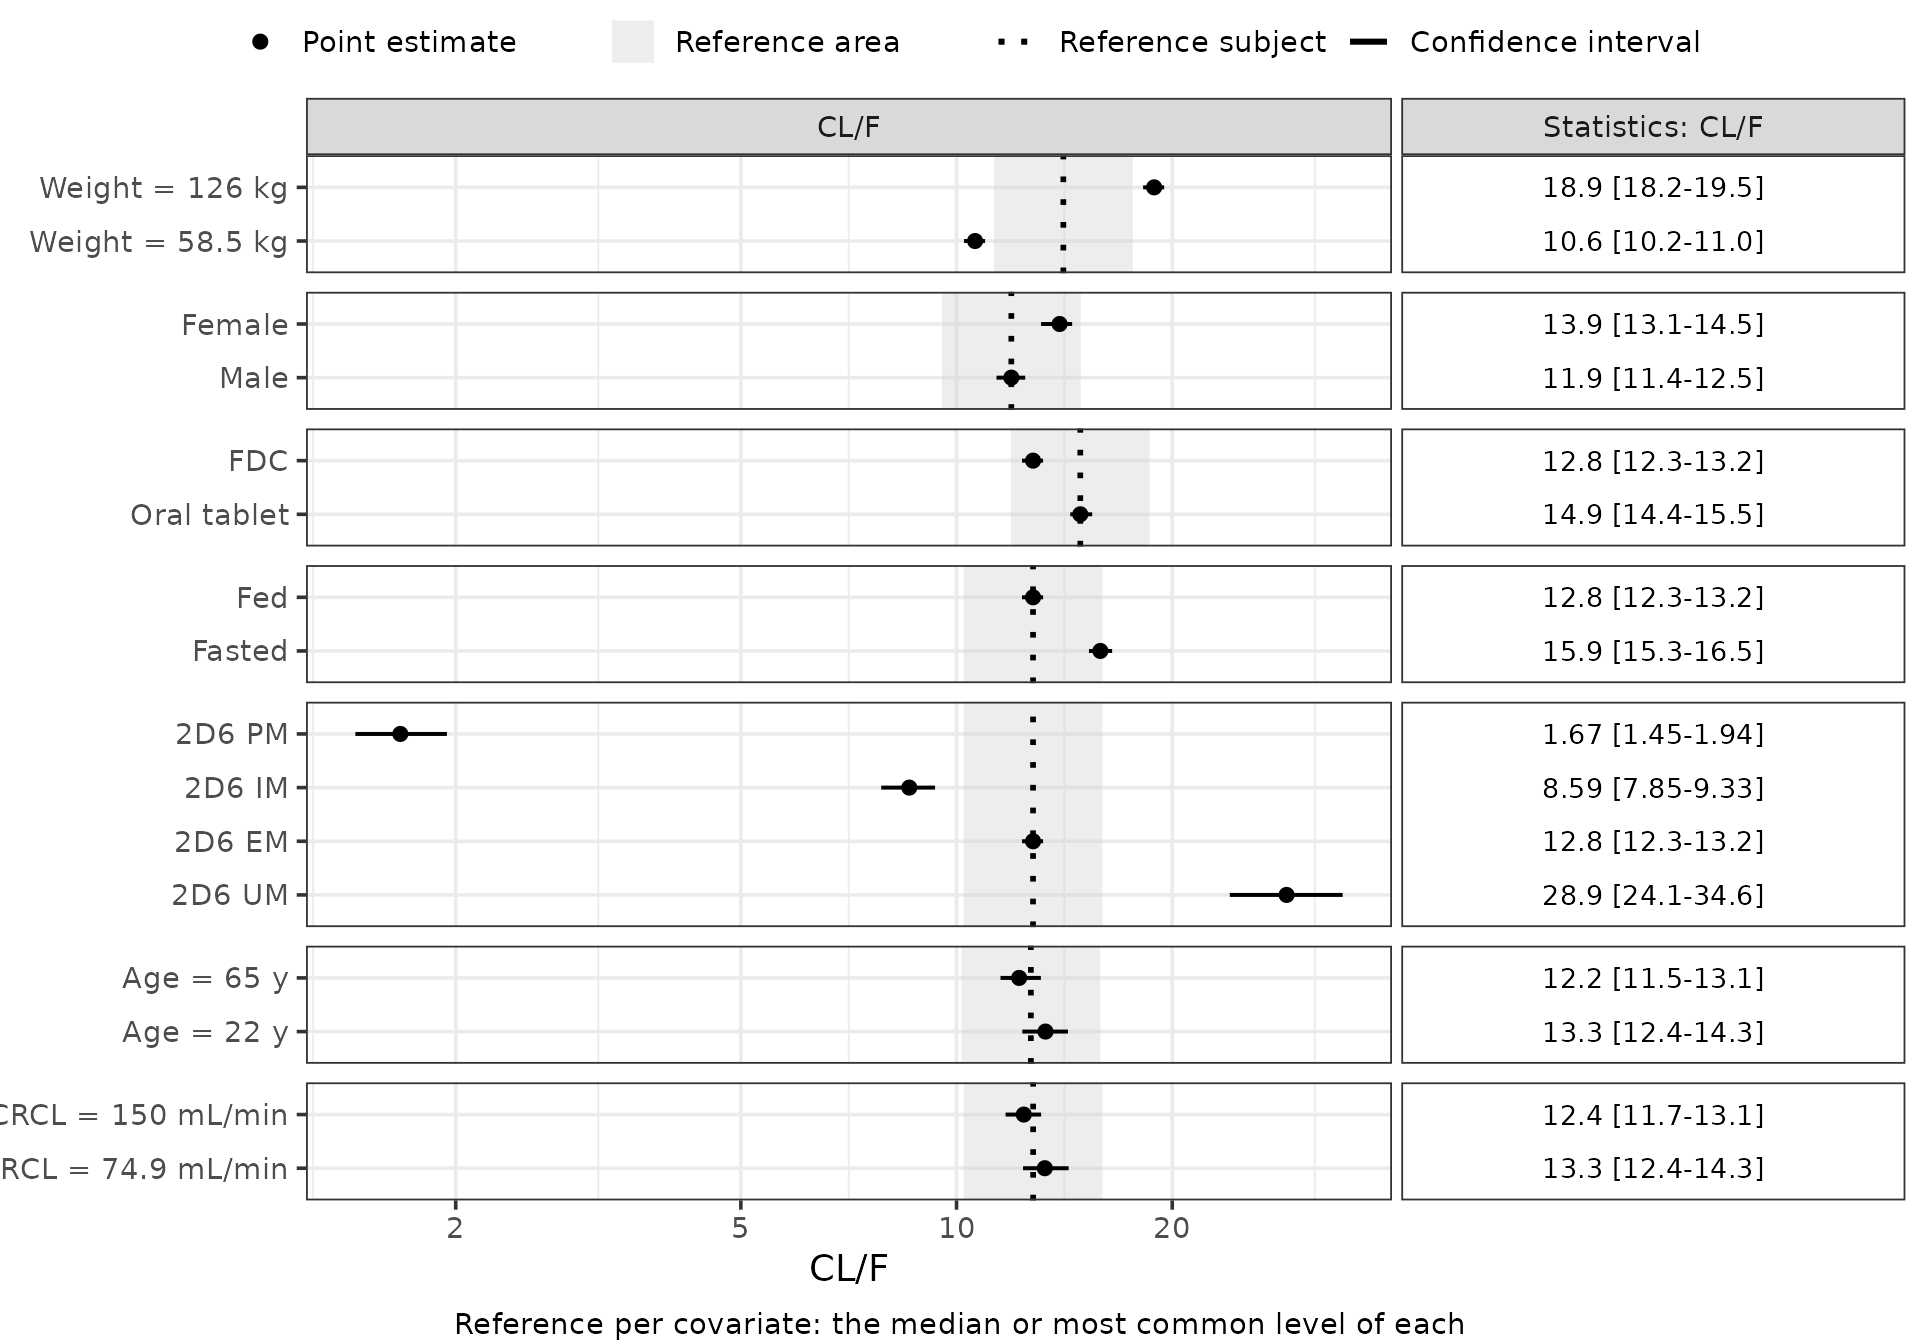 Point estimate Reference area Reference subject Confidence interval
CL/F Statistics: CL/F
Weight = 126 kg 18.9 [18.2-19.5]
Weight = 58.5 kg 10.6 [10.2-11.0]
Female 13.9 [13.1-14.5]
Male 11.9 [11.4-12.5]
FDC 12.8 [12.3-13.2]
Oral tablet 14.9 [14.4-15.5]
Fed 12.8 [12.3-13.2]
Fasted 15.9 [15.3-16.5]
2D6 PM 1.67 [1.45-1.94]
2D6 IM 8.59 [7.85-9.33]
2D6 EM 12.8 [12.3-13.2]
2D6 UM 28.9 [24.1-34.6]
Age = 65 y 12.2 [11.5-13.1]
Age = 22 y 13.3 [12.4-14.3]
CRCL = 150 mL/min 12.4 [11.7-13.1]
RCL = 74.9 mL/min 13.3 [12.4-14.3]
2 5 10 20
CL/F
Reference per covariate: the median or most common level of each